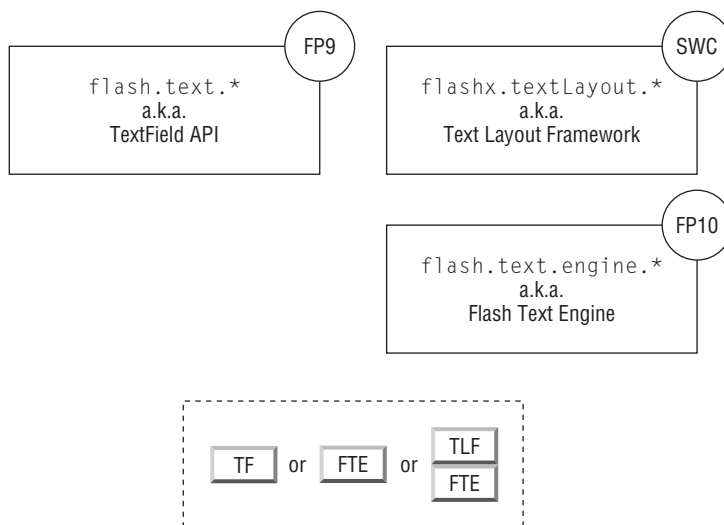 FP9
flash.text.*
a.k.a.
TextField API
SWC
flashx.textLayout.*
a.k.a.
Text Layout Framework
FP10
flash.text.engine.*
a.k.a.
Flash Text Engine
TF or FTE or TLF
FTE